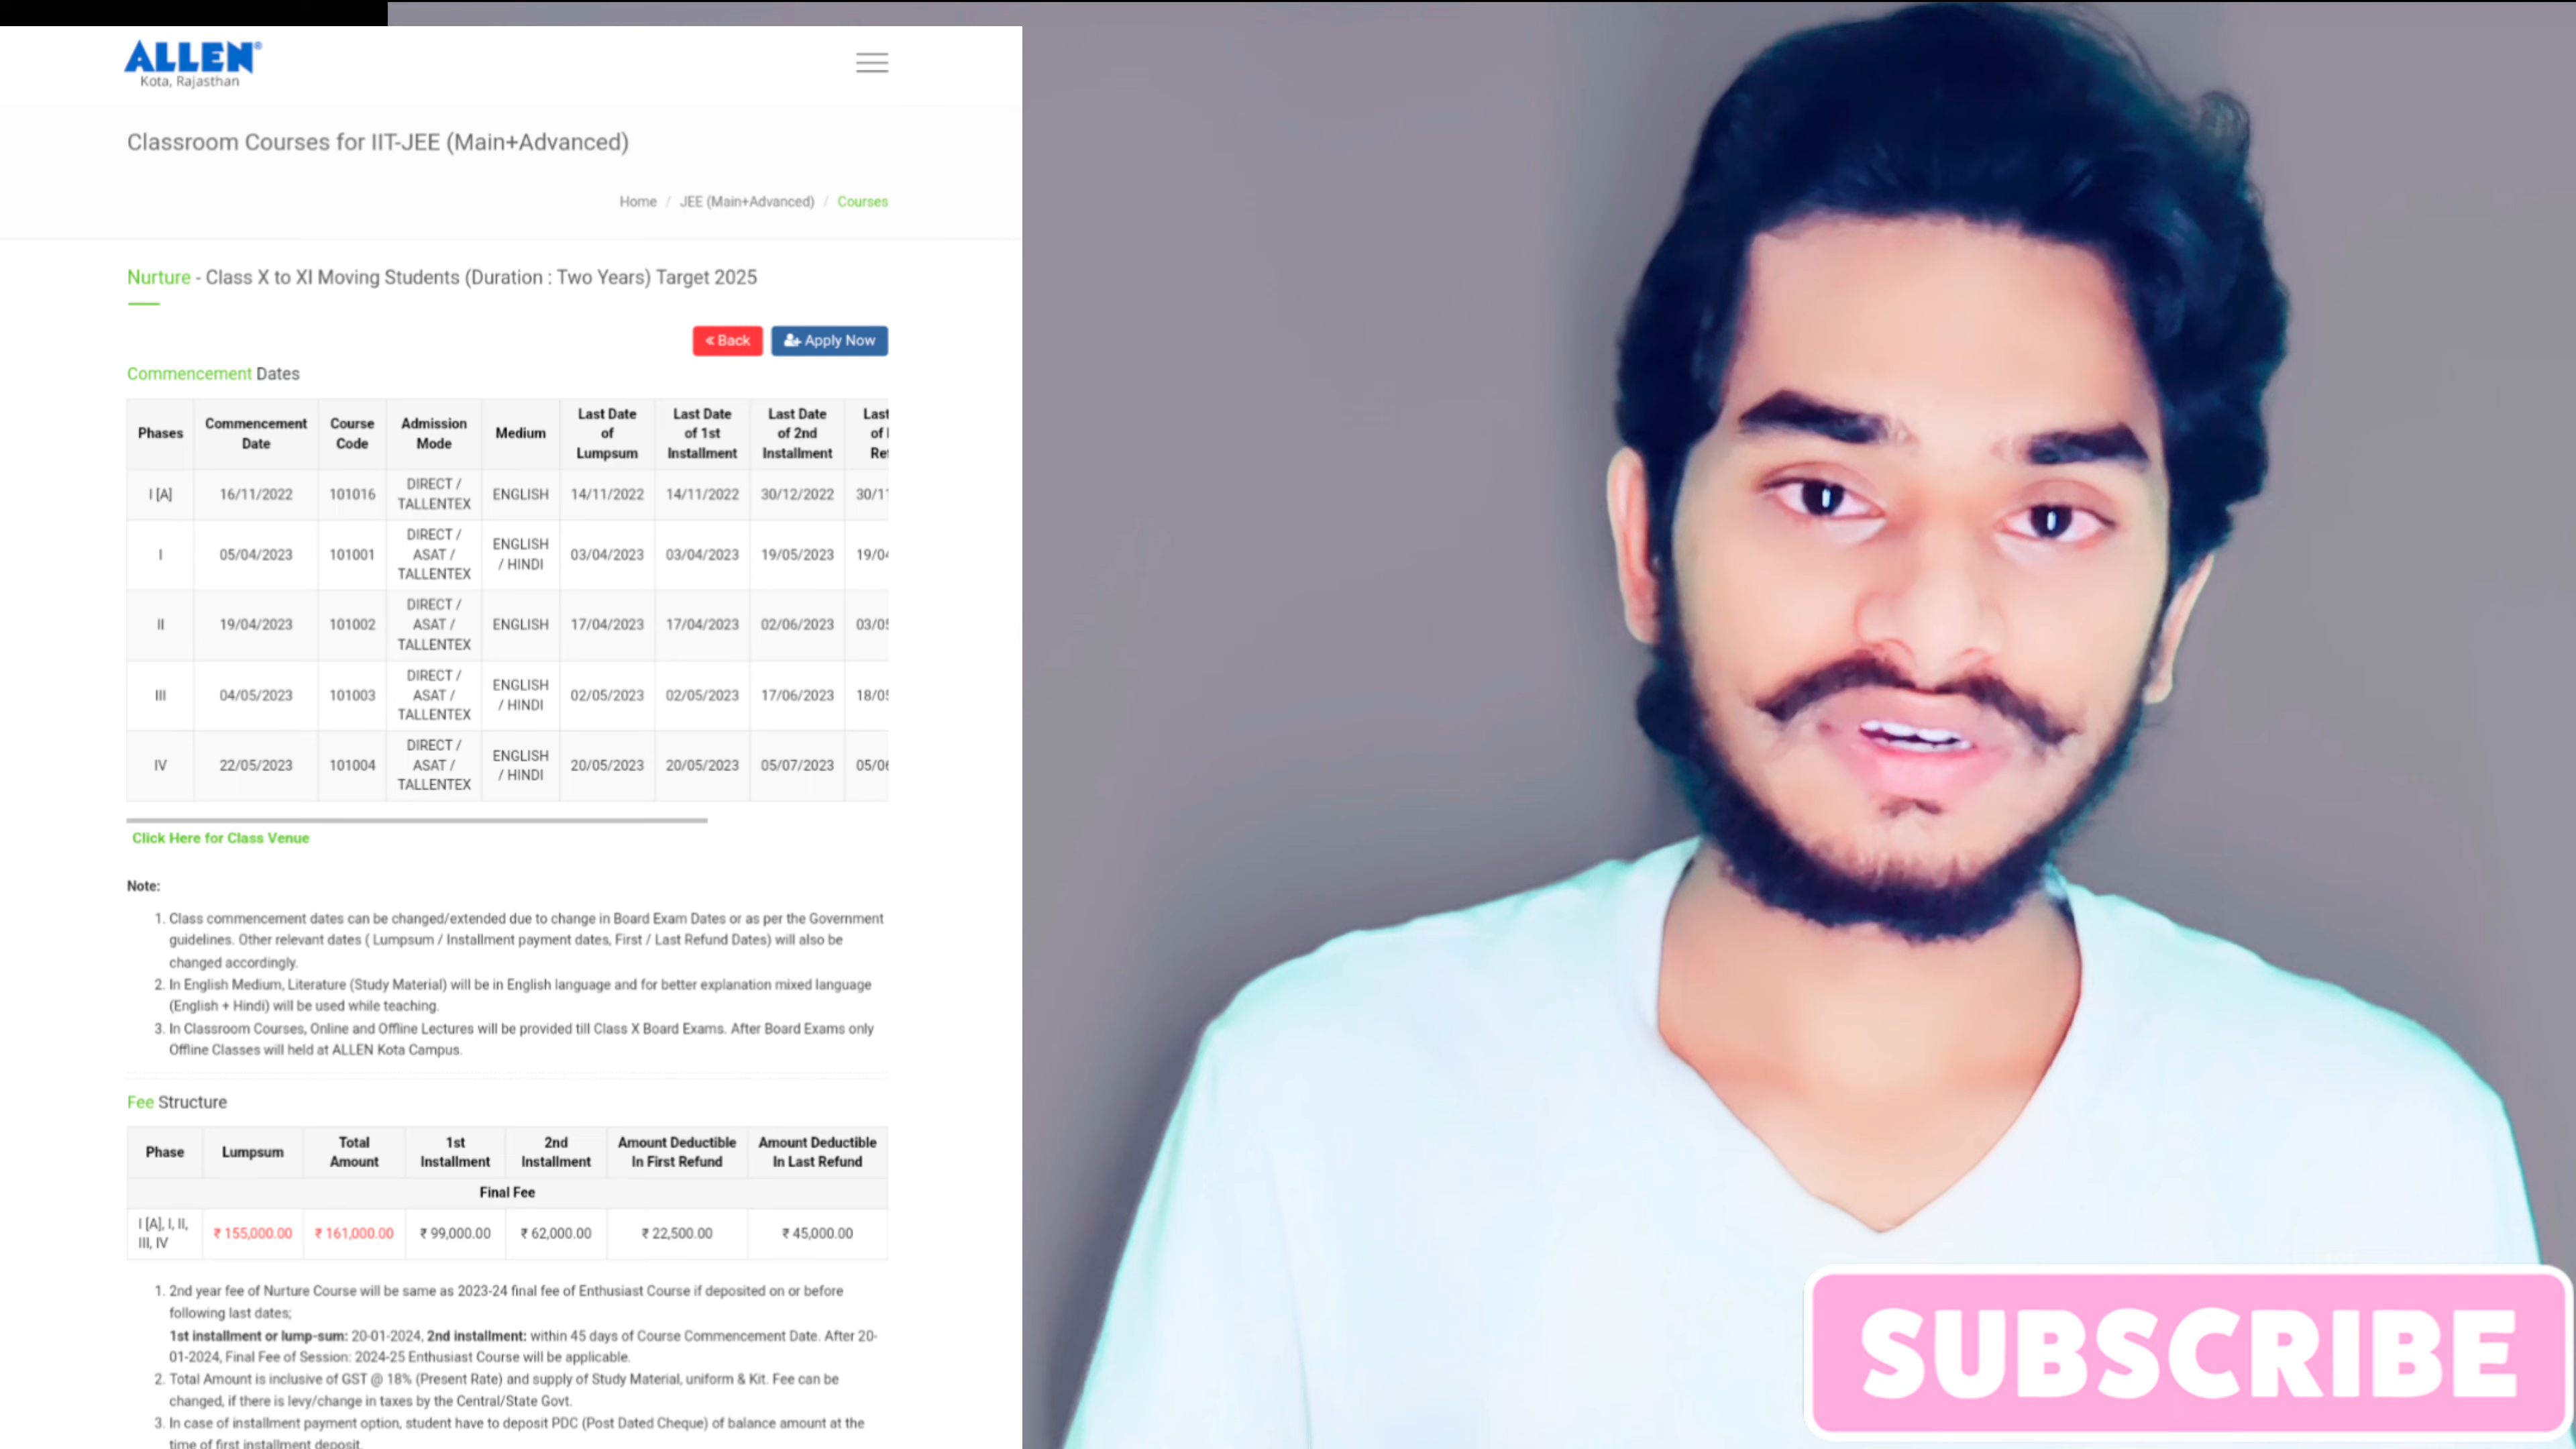 ALLEN®
Kota, Rajasthan
Classroom Courses for IIT-JEE (Main+Advanced)
Home / JEE (Main+Advanced) / Courses
Nurture - Class X to XI Moving Students (Duration : Two Years) Target 2025
« Back Apply Now
Commencement Dates
Phases Commencement Date Course Code Admission Mode Medium Last Date of Lumpsum Last Date of 1st Installment Last Date of 2nd Installment Last of
I [A] 16/11/2022 101016 DIRECT / TALLENTEX ENGLISH 14/11/2022 14/11/2022 30/12/2022 30/1
I 05/04/2023 101001 DIRECT / ASAT / TALLENTEX ENGLISH / HINDI 03/04/2023 03/04/2023 19/05/2023 19/0
II 19/04/2023 101002 DIRECT / ASAT / TALLENTEX ENGLISH 17/04/2023 17/04/2023 02/06/2023 03/0
III 04/05/2023 101003 DIRECT / ASAT / TALLENTEX ENGLISH / HINDI 02/05/2023 02/05/2023 17/06/2023 18/0
IV 22/05/2023 101004 DIRECT / ASAT / TALLENTEX ENGLISH / HINDI 20/05/2023 20/05/2023 05/07/2023 05/0
Click Here for Class Venue
Note:
1. Class commencement dates can be changed/extended due to change in Board Exam Dates or as per the Government
guidelines. Other relevant dates ( Lumpsum / Installment payment dates, First / Last Refund Dates) will also be
changed accordingly.
2. In English Medium, Literature (Study Material) will be in English language and for better explanation mixed language
(English + Hindi) will be used while teaching.
3. In Classroom Courses, Online and Offline Lectures will be provided till Class X Board Exams. After Board Exams only
Offline Classes will held at ALLEN Kota Campus.
Fee Structure
Phase Lumpsum Total Amount 1st Installment 2nd Installment Amount Deductible In First Refund Amount Deductible In Last Refund
Final Fee
I [A], I, II, III, IV ₹ 155,000.00 ₹ 161,000.00 ₹ 99,000.00 ₹ 62,000.00 ₹ 22,500.00 ₹ 45,000.00
1. 2nd year fee of Nurture Course will be same as 2023-24 final fee of Enthusiast Course if deposited on or before
following last dates;
1st installment or lump-sum: 20-01-2024, 2nd installment: within 45 days of Course Commencement Date. After 20-
01-2024, Final Fee of Session: 2024-25 Enthusiast Course will be applicable.
2. Total Amount is inclusive of GST @ 18% (Present Rate) and supply of Study Material, uniform & Kit. Fee can be
changed, if there is levy/change in taxes by the Central/State Govt.
3. In case of installment payment option, student have to deposit PDC (Post Dated Cheque) of balance amount at the
time of first installment deposit.
SUBSCRIBE